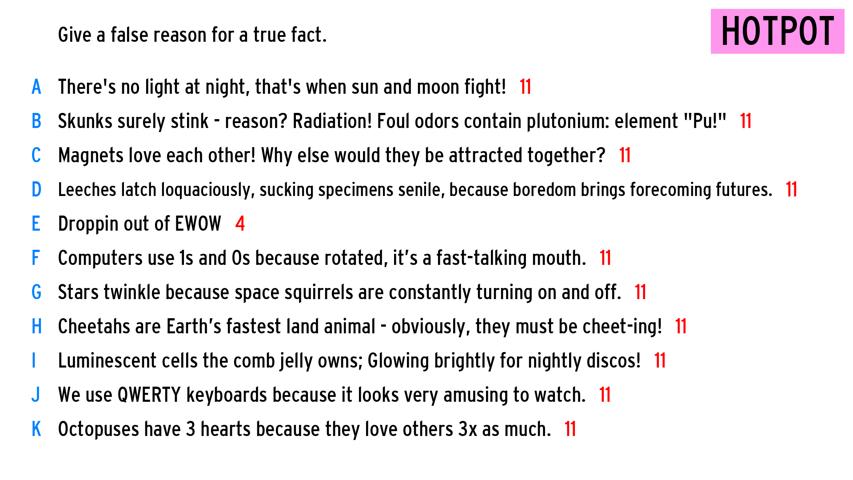 Give a false reason for a true fact.
HOTPOT
A There's no light at night, that's when sun and moon fight! 11
B Skunks surely stink - reason? Radiation! Foul odors contain plutonium: element "Pu!" 11
C Magnets love each other! Why else would they be attracted together? 11
D Leeches latch loquaciously, sucking specimens senile, because boredom brings forecoming futures. 11
E Droppin out of EWOW 4
F Computers use 1s and 0s because rotated, it’s a fast-talking mouth. 11
G Stars twinkle because space squirrels are constantly turning on and off. 11
H Cheetahs are Earth’s fastest land animal - obviously, they must be cheet-ing! 11
I Luminescent cells the comb jelly owns; Glowing brightly for nightly discos! 11
J We use QWERTY keyboards because it looks very amusing to watch. 11
K Octopuses have 3 hearts because they love others 3x as much. 11